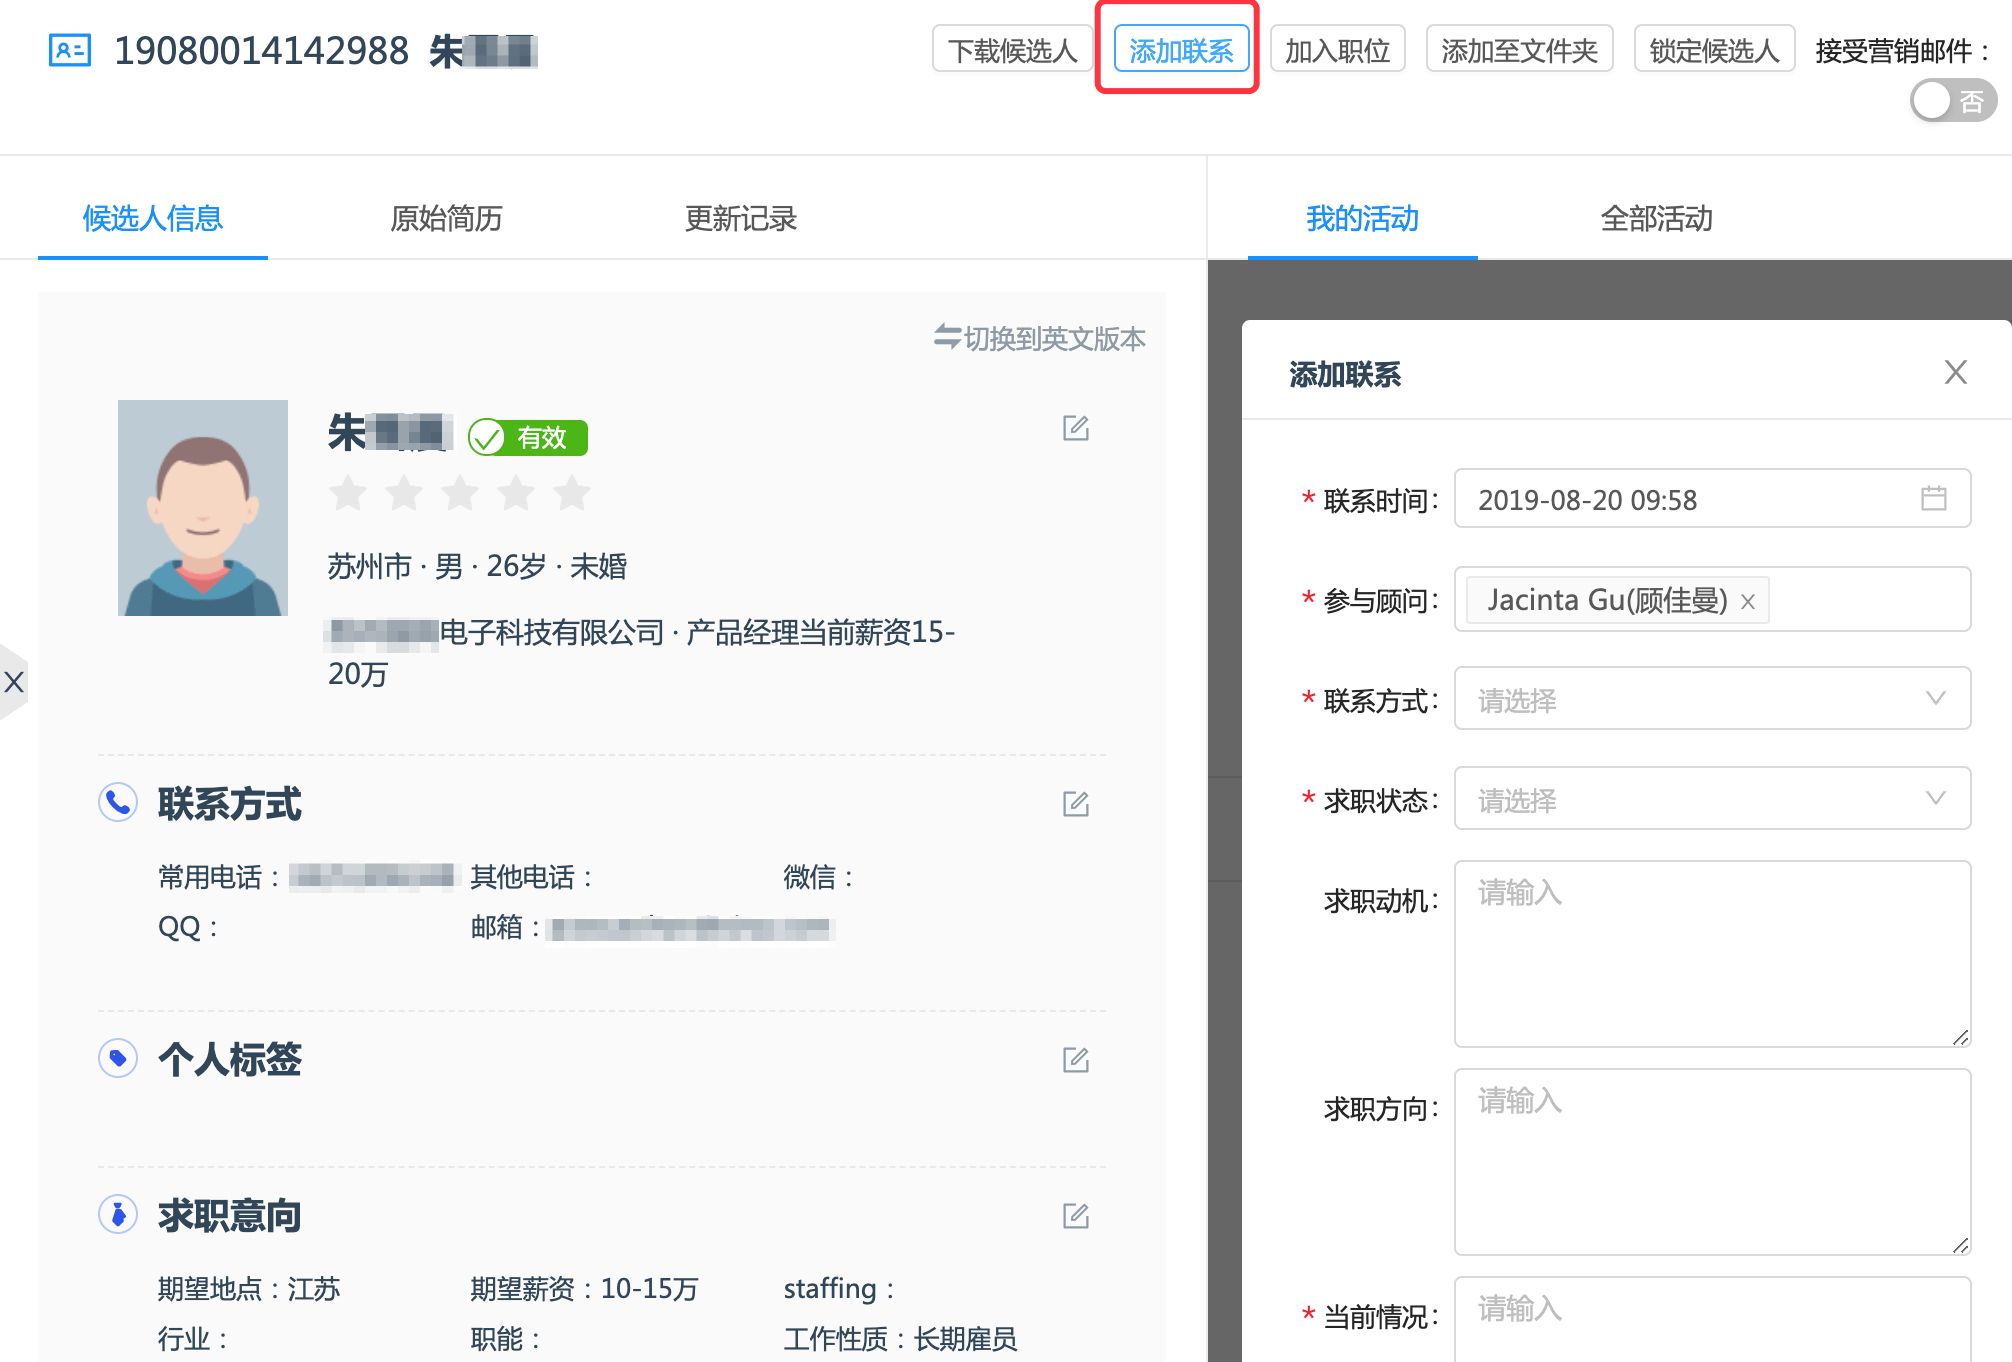 19080014142988 朱
下载候选人
添加联系
加入职位
添加至文件夹
锁定候选人
接受营销邮件：
否
候选人信息
原始简历
更新记录
我的活动
全部活动
切换到英文版本
朱
有效
苏州市 · 男 · 26岁 · 未婚
电子科技有限公司 · 产品经理当前薪资15-
20万
联系方式
常用电话：
其他电话：
微信：
QQ：
邮箱：
个人标签
求职意向
期望地点：江苏
期望薪资：10-15万
staffing：
行业：
职能：
工作性质：长期雇员
添加联系
* 联系时间:
2019-08-20 09:58
* 参与顾问:
Jacinta Gu(顾佳曼) ×
* 联系方式:
请选择
* 求职状态:
请选择
求职动机:
请输入
求职方向:
请输入
* 当前情况:
请输入